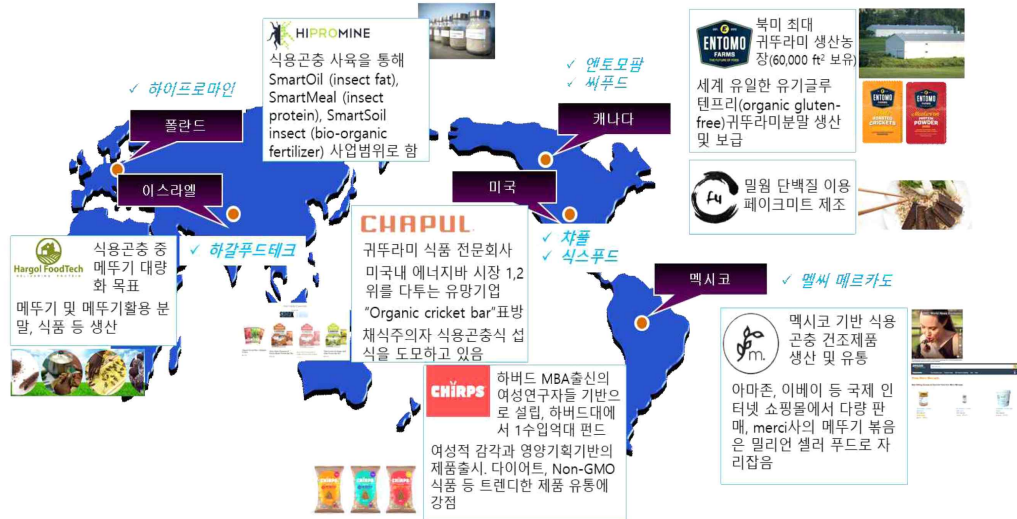 HIPROMINE
식용곤충 사육을 통해
SmartOil (insect fat),
SmartMeal (insect
protein), SmartSoil
insect (bio-organic
fertilizer) 사업범위로 함
✓ 하이프로마인
폴란드
이스라엘
✓ 엔토모팜
✓ 씨푸드
캐나다
미국
ENTOMO
FARMS
북미 최대
귀뚜라미 생산농
장(60,000 ft² 보유)
세계 유일한 유기글루
텐프리(organic gluten-
free)귀뚜라미분말 생산
및 보급
ENTOMO
ENTOMO
CRICKETS
POWDER
밀웜 단백질 이용
페이크미트 제조
Hargol FoodTech
DELIVERING PROTEIN
식용곤충 중
메뚜기 대량
화 목표
메뚜기 및 메뚜기활용 분
말, 식품 등 생산
✓ 하갈푸드테크
CHAPUL
귀뚜라미 식품 전문회사
미국내 에너지바 시장 1,2
위를 다투는 유망기업
"Organic cricket bar"표방
채식주의자 식용곤충식 섭
식을 도모하고 있음
✓ 챠풀
✓ 식스푸드
멕시코
✓ 멜씨 메르카도
m.
멕시코 기반 식용
곤충 건조제품
생산 및 유통
아마존, 이베이 등 국제 인
터넷 쇼핑몰에서 다량 판
매, merci사의 메뚜기 볶음
은 밀리언 셀러 푸드로 자
리잡음
CHIRPS
하버드 MBA출신의
여성연구자들 기반으
로 설립, 하버드대에
서 1수입억대 펀드
여성적 감각과 영양기획기반의
제품출시. 다이어트, Non-GMO
식품 등 트렌디한 제품 유통에
강점
CHIRPS
CHIRPS
CHIRPS